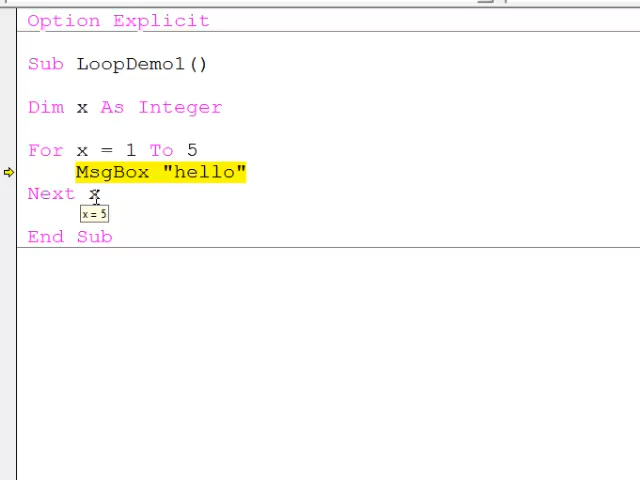 Option Explicit
Sub LoopDemo1()
Dim x As Integer
For x = 1 To 5
MsgBox "hello"
Next x
x = 5
End Sub